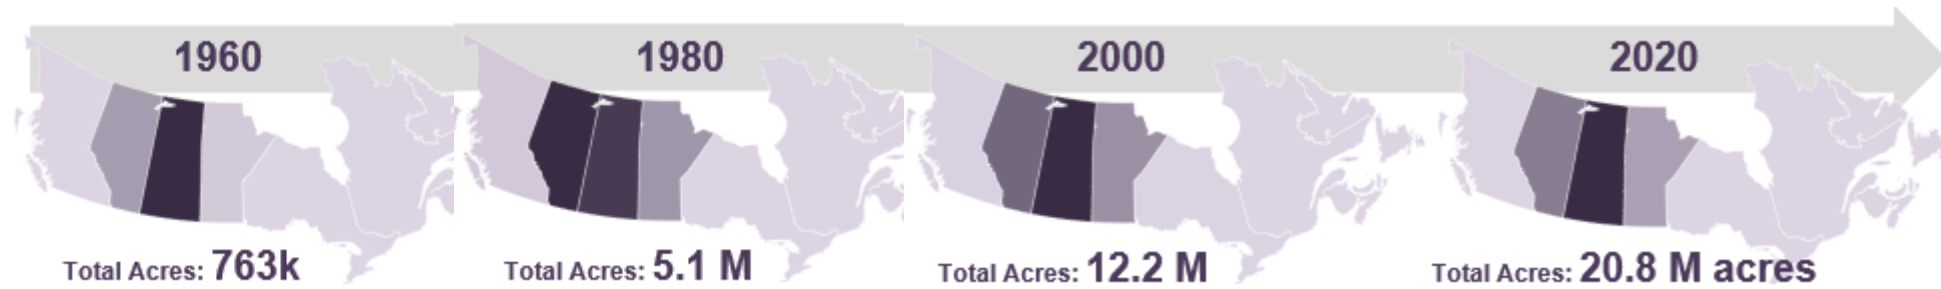 1960
1980
2000
2020
Total Acres: 763k
Total Acres: 5.1 M
Total Acres: 12.2 M
Total Acres: 20.8 M acres